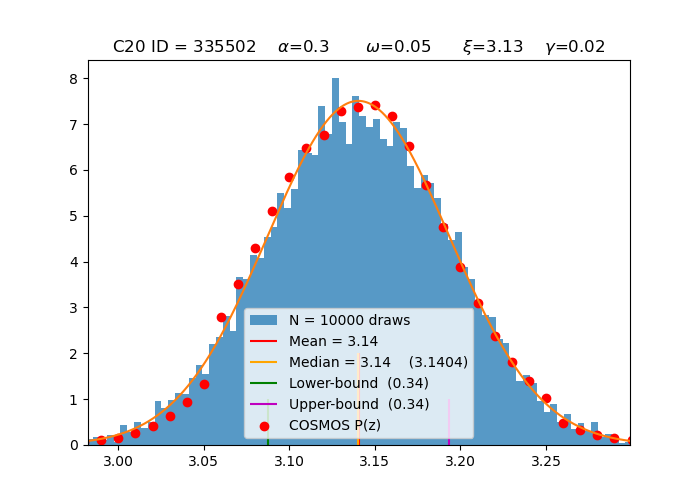 C20 ID = 335502 α=0.3 ω=0.05 ξ=3.13 γ=0.02
8
7
6
5
4
3
2
1
0
N = 10000 draws
Mean = 3.14
Median = 3.14 (3.1404)
Lower-bound (0.34)
Upper-bound (0.34)
COSMOS P(z)
3.00 3.05 3.10 3.15 3.20 3.25